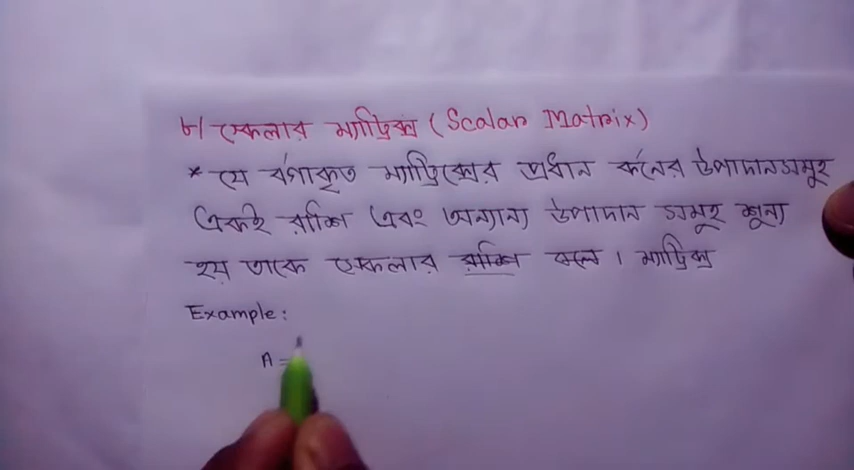 ৮। স্কেলার ম্যাট্রিক্স (Scalar Matrix)
* যে বর্গাকৃত ম্যাট্রিক্সের প্রধান কর্নের উপাদানসমূহ
একই রাশি এবং অন্যান্য উপাদান সমূহ শূন্য
হয় তাকে স্কেলার রাশি বলে। ম্যাট্রিক্স
Example:
A =